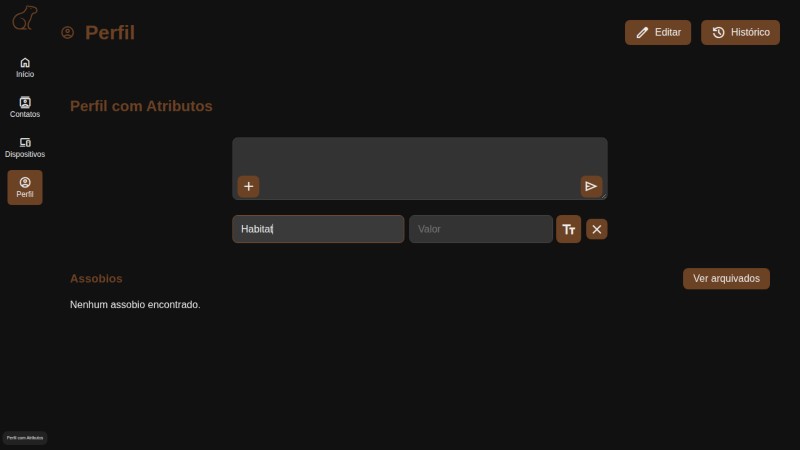 Perfil
Editar
Histórico
Início
Contatos
Dispositivos
Perfil
Perfil com Atributos
Habitat
Valor
Assobios
Ver arquivados
Nenhum assobio encontrado.
Perfil com Atributos